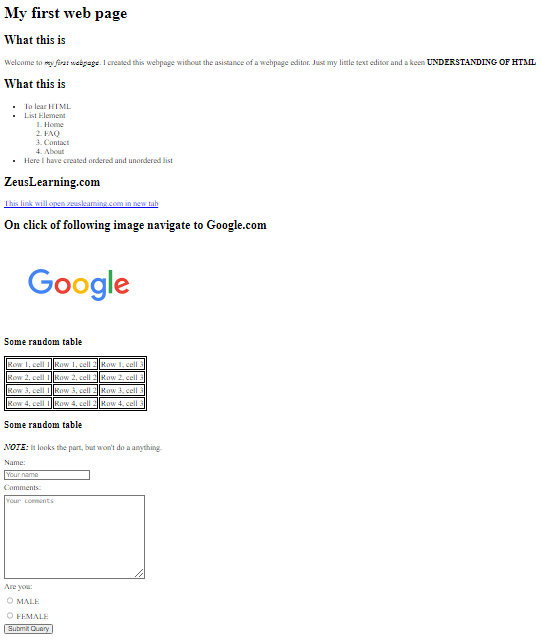 My first web page
What this is
Welcome to my first webpage. I created this webpage without the asistance of a webpage editor. Just my little text editor and a keen UNDERSTANDING OF HTML
What this is
To lear HTML
List Element
1. Home
2. FAQ
3. Contact
4. About
Here I have created ordered and unordered list
ZeusLearning.com
This link will open zeuslearning.com in new tab
On click of following image navigate to Google.com
Google
Some random table
Row 1, cell 1 Row 1, cell 2 Row 1, cell 3
Row 2, cell 1 Row 2, cell 2 Row 2, cell 3
Row 3, cell 1 Row 3, cell 2 Row 3, cell 3
Row 4, cell 1 Row 4, cell 2 Row 4, cell 3
Some random table
NOTE: It looks the part, but won't do a anything.
Name:
Your name
Comments:
Your comments
Are you:
MALE
FEMALE
Submit Query